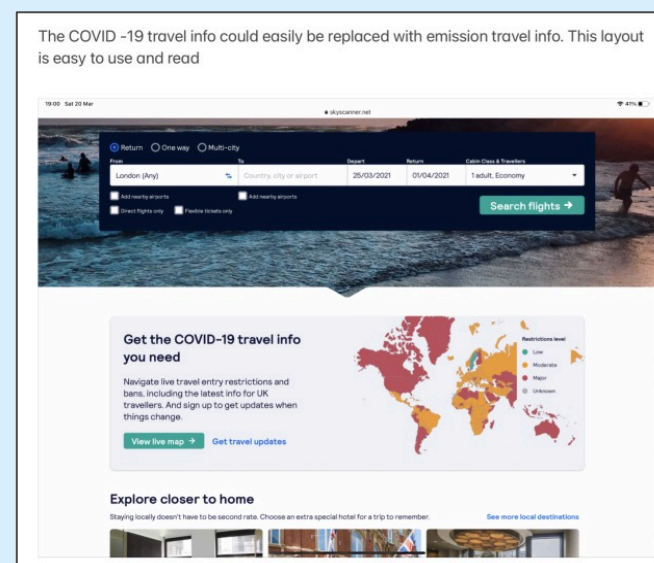 The COVID -19 travel info could easily be replaced with emission travel info. This layout
is easy to use and read
19:00 Sat 20 Mar
skyscanner.net
41%
Return One way Multi-city
From To Depart Return Cabin Class & Travellers
London (Any) Country, city or airport 25/03/2021 01/04/2021 1 adult, Economy
Add nearby airports Add nearby airports
Direct flights only Flexible tickets only
Search flights →
Get the COVID-19 travel info
you need
Navigate live travel entry restrictions and
bans, including the latest info for UK
travellers. And sign up to get updates when
things change.
View live map → Get travel updates
Restrictions level
Low
Moderate
Major
Unknown
Explore closer to home
Staying locally doesn't have to be second rate. Choose an extra special hotel for a trip to remember. See more local destinations